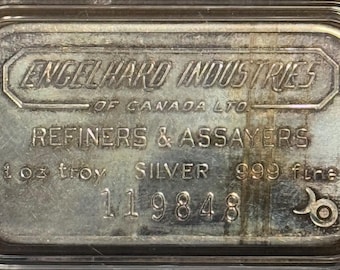 ENGELHARD INDUSTRIES
OF CANADA LTD.
REFINERS & ASSAYERS
1 oz troy SILVER 999 fine
119848